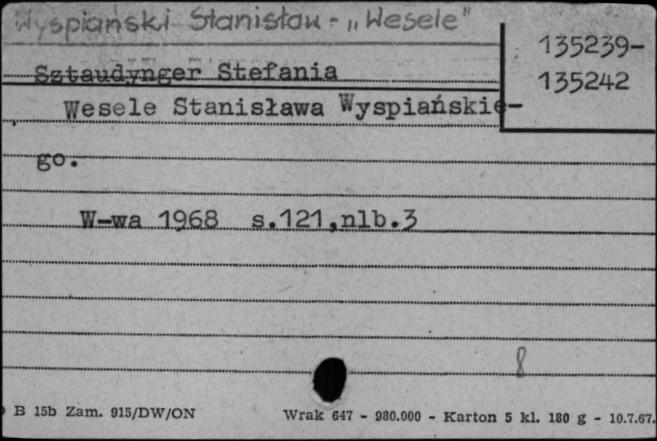 Wyspiański Stanisław - „Wesele"
135239-
135242
Sztaudynger Stefania
Wesele Stanisława Wyspiańskie-
go.
W-wa 1968 s.121,nlb.3
8
B 15b Zam. 915/DW/ON
Wrak 647 - 980.000 - Karton 5 kl. 180 g - 10.7.67.